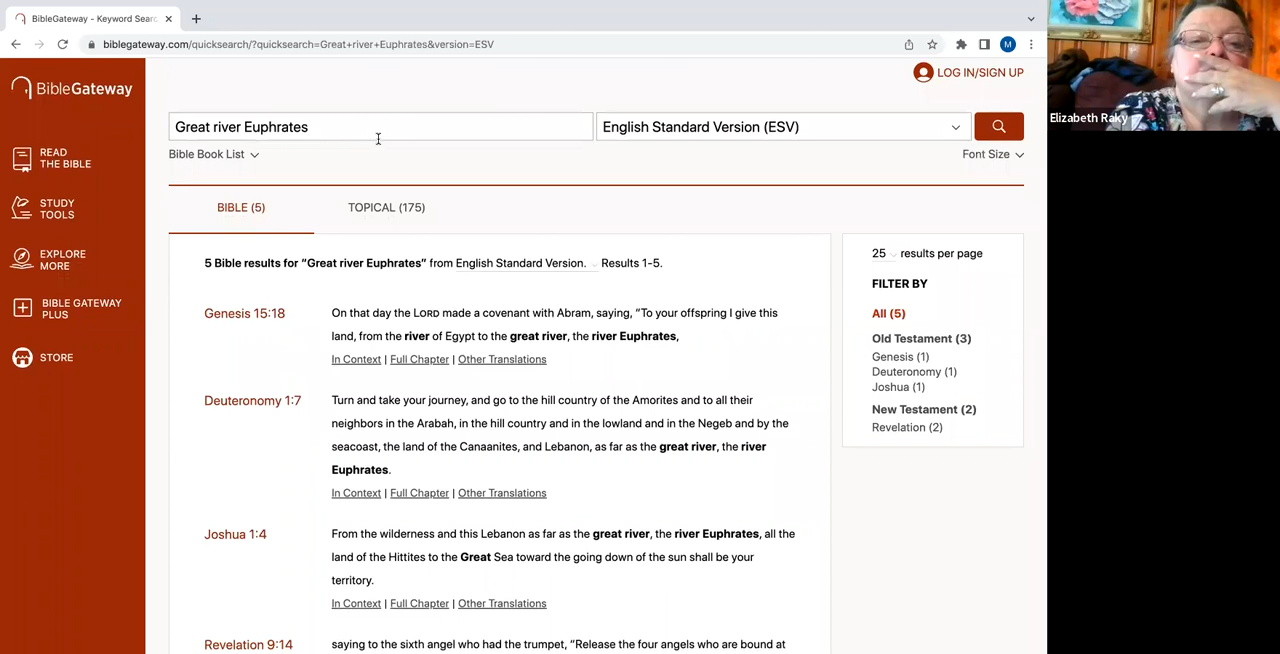 BibleGateway - Keyword Searc
biblegateway.com/quicksearch/?quicksearch=Great+river+Euphrates&version=ESV
M
BibleGateway
LOG IN/SIGN UP
Great river Euphrates
English Standard Version (ESV)
Bible Book List
Font Size
READ
THE BIBLE
STUDY
TOOLS
EXPLORE
MORE
BIBLE GATEWAY
PLUS
STORE
BIBLE (5)
TOPICAL (175)
5 Bible results for “Great river Euphrates” from English Standard Version. Results 1-5.
Genesis 15:18
On that day the LORD made a covenant with Abram, saying, “To your offspring I give this
land, from the river of Egypt to the great river, the river Euphrates,
In Context | Full Chapter | Other Translations
Deuteronomy 1:7
Turn and take your journey, and go to the hill country of the Amorites and to all their
neighbors in the Arabah, in the hill country and in the lowland and in the Negeb and by the
seacoast, the land of the Canaanites, and Lebanon, as far as the great river, the river
Euphrates.
In Context | Full Chapter | Other Translations
Joshua 1:4
From the wilderness and this Lebanon as far as the great river, the river Euphrates, all the
land of the Hittites to the Great Sea toward the going down of the sun shall be your
territory.
In Context | Full Chapter | Other Translations
Revelation 9:14
saying to the sixth angel who had the trumpet, “Release the four angels who are bound at
25 results per page
FILTER BY
All (5)
Old Testament (3)
Genesis (1)
Deuteronomy (1)
Joshua (1)
New Testament (2)
Revelation (2)
Elizabeth Raky